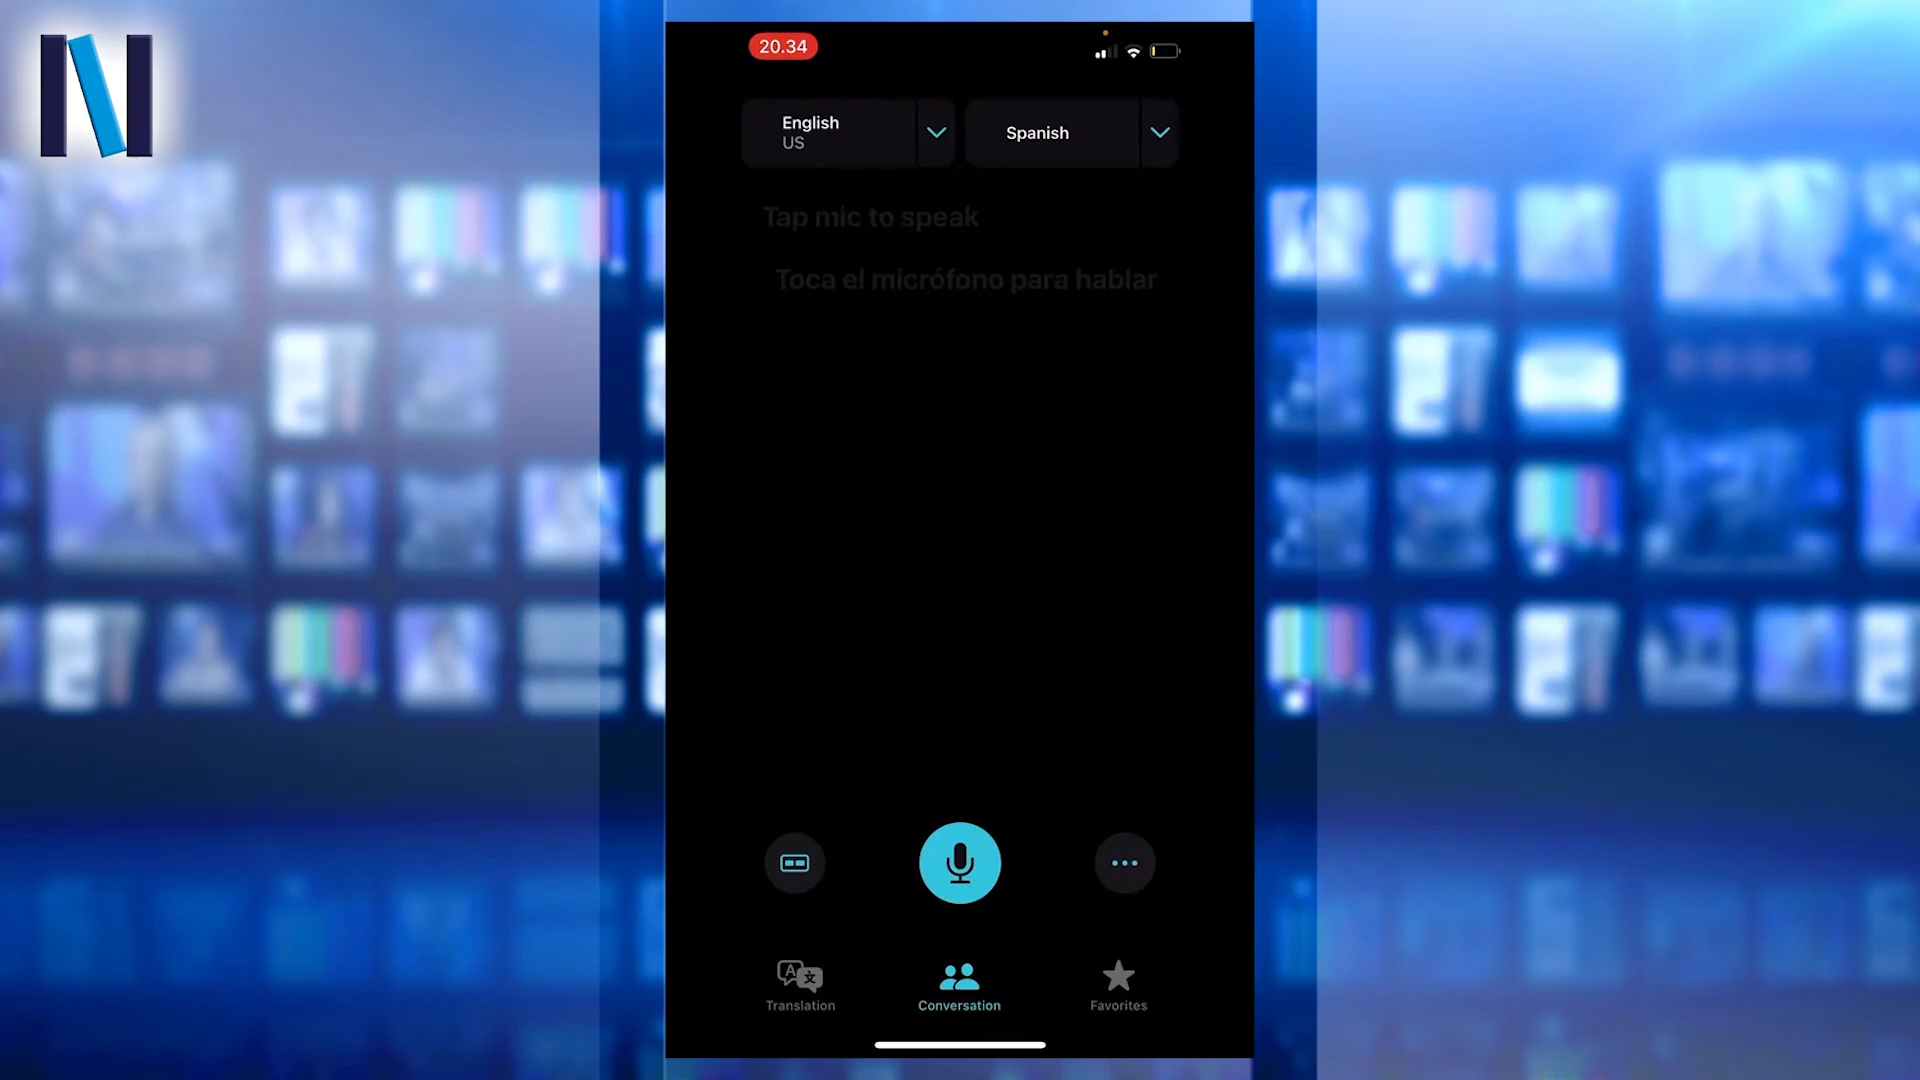 20.34
English
US
Spanish
Tap mic to speak
Toca el micrófono para hablar
Translation
Conversation
Favorites